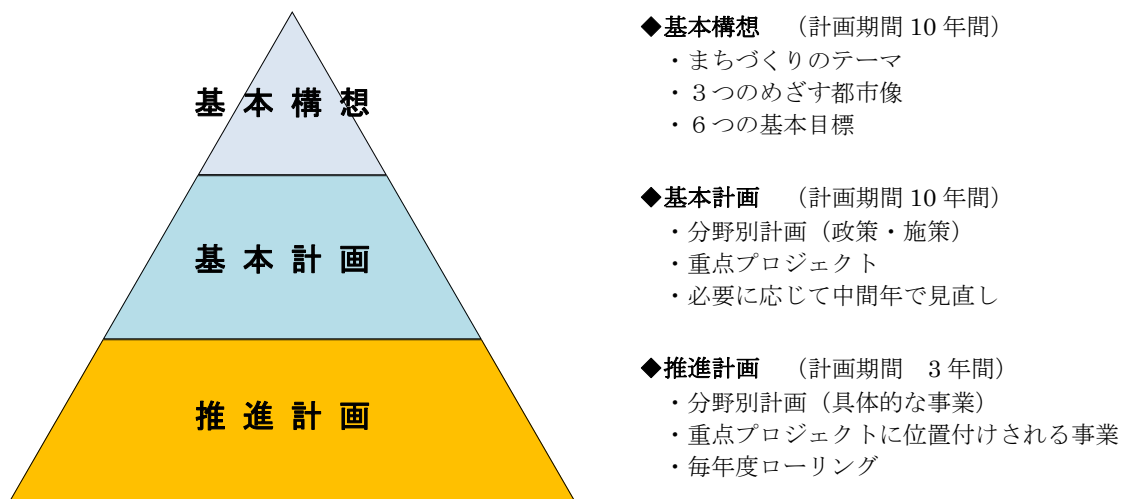 基本構想
基本計画
推進計画
◆基本構想　（計画期間 10 年間）
・まちづくりのテーマ
・３つのめざす都市像
・６つの基本目標
◆基本計画　（計画期間 10 年間）
・分野別計画（政策・施策）
・重点プロジェクト
・必要に応じて中間年で見直し
◆推進計画　（計画期間　3 年間）
・分野別計画（具体的な事業）
・重点プロジェクトに位置付けされる事業
・毎年度ローリング